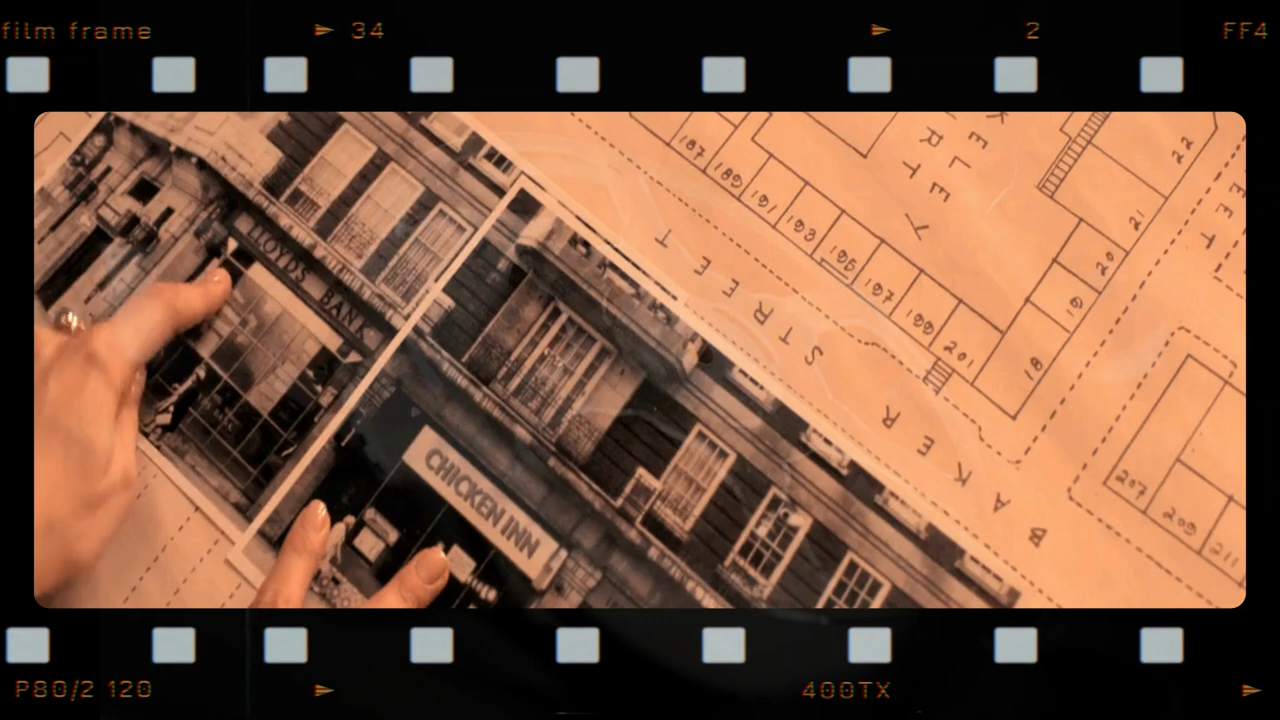 film frame
34
2
FF4
LLOYDS BANK
CHICKEN INN
BAKER STREET
187
189
191
193
195
197
199
201
18
19
20
21
22
207
209
211
P80/2 120
400TX